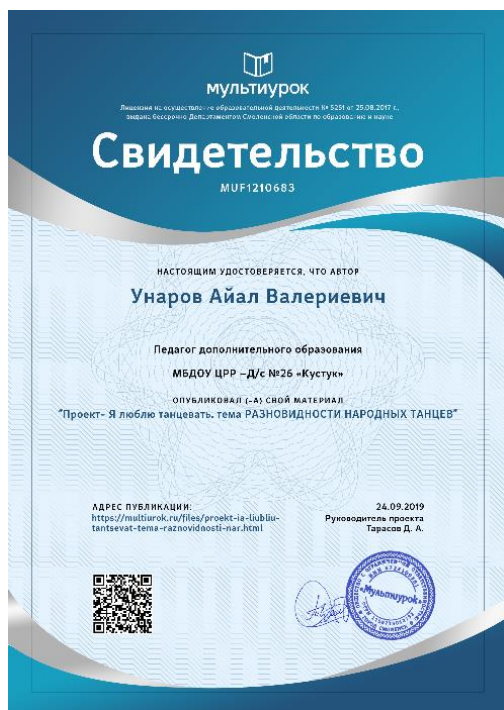 мультиурок
Лицензия на осуществление образовательной деятельности № 5251 от 25.08.2017 г.,
выдана бессрочно Департаментом Смоленской области по образованию и науке
Свидетельство
MUF1210683
НАСТОЯЩИМ УДОСТОВЕРЯЕТСЯ, ЧТО АВТОР
Унаров Айал Валериевич
Педагог дополнительного образования
МБДОУ ЦРР –Д/с №26 «Кустук»
ОПУБЛИКОВАЛ (-А) СВОЙ МАТЕРИАЛ
"Проект- Я люблю танцевать. тема РАЗНОВИДНОСТИ НАРОДНЫХ ТАНЦЕВ"
АДРЕС ПУБЛИКАЦИИ:
https://multiurok.ru/files/proekt-ia-liubliu-
tantsevat-tema-raznovidnosti-nar.html
24.09.2019
Руководитель проекта
Тарасов Д. А.
«Мультиурок»